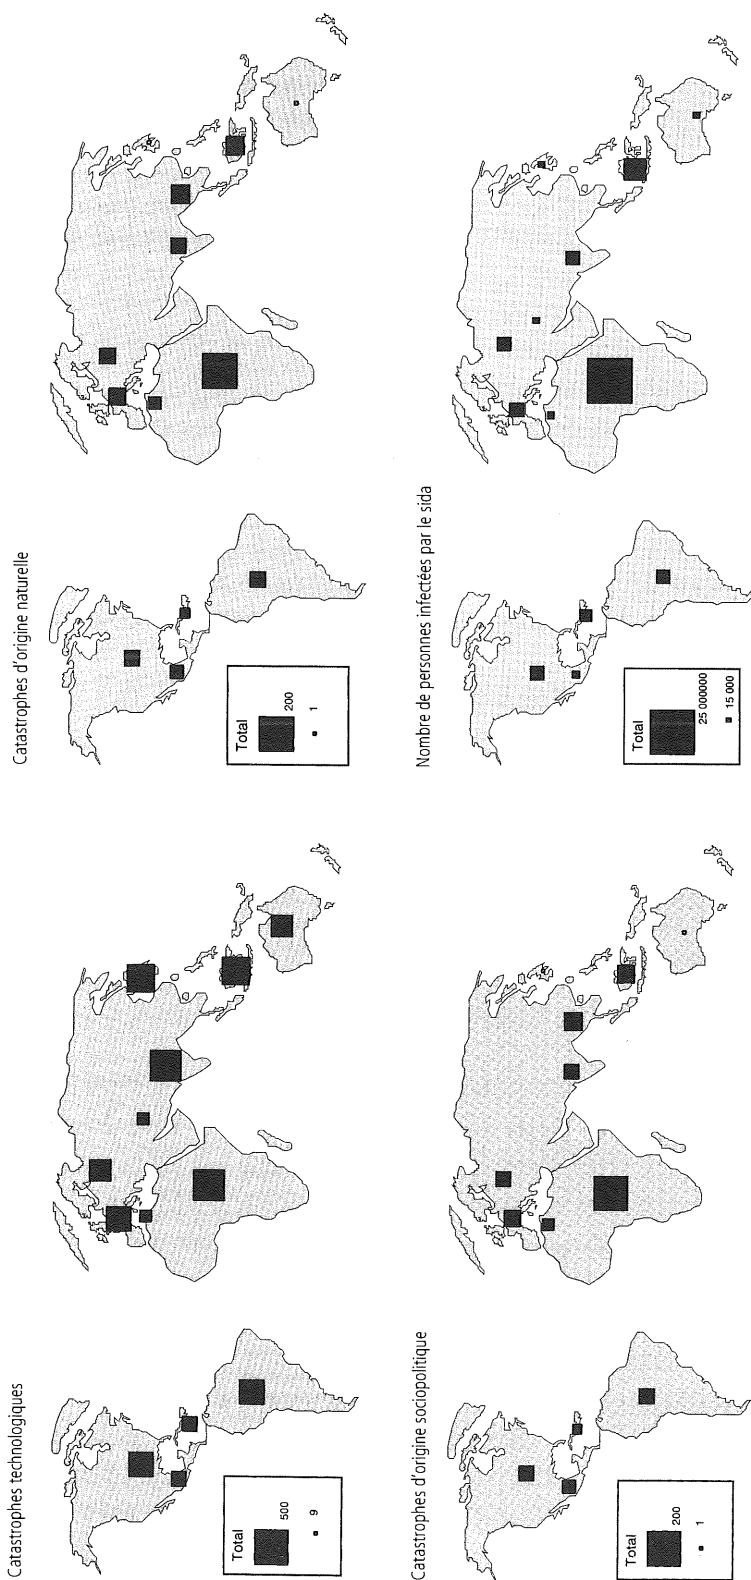 Catastrophes d'origine naturelle
Total
200
1
Nombre de personnes infectées par le sida
Total
25 000000
15 000
Catastrophes technologiques
Total
500
9
Catastrophes d'origine sociopolitique
Total
200
1